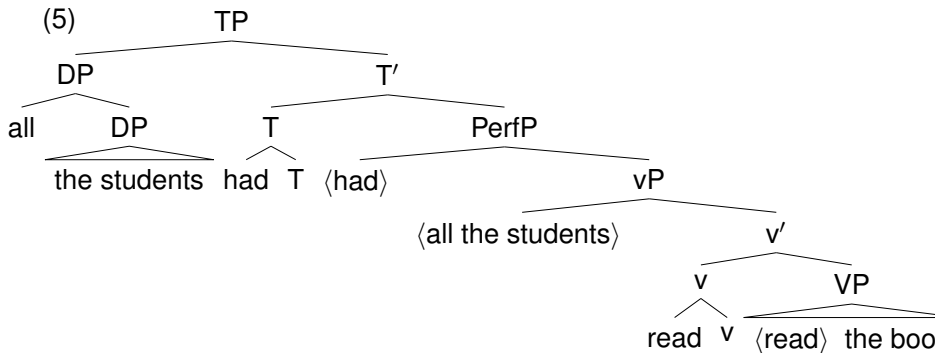 (5) TP
DP T′
all DP T PerfP
the students had T ⟨had⟩ vP
⟨all the students⟩ v′
v VP
read v ⟨read⟩ the boo